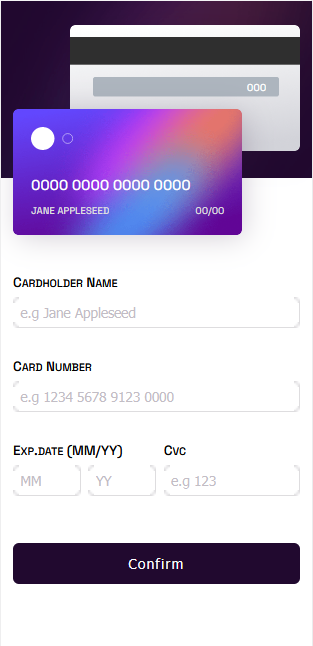 000
0000 0000 0000 0000
JANE APPLESEED 00/00
Cardholder Name
e.g Jane Appleseed
Card Number
e.g 1234 5678 9123 0000
Exp.date (MM/YY) Cvc
MM YY e.g 123
Confirm